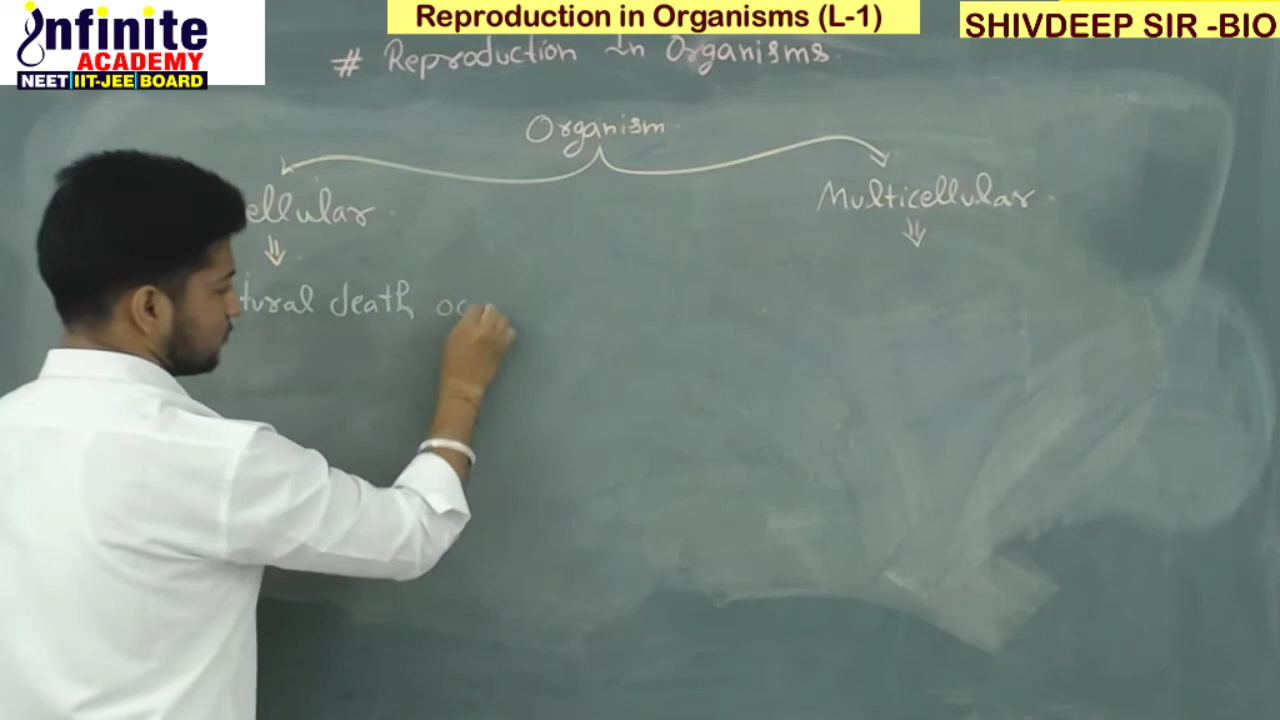 infinite
ACADEMY
NEET IIT-JEE BOARD
Reproduction in Organisms (L-1)
SHIVDEEP SIR -BIO
# Reproduction in Organisms.
Organism
ellular
Multicellular
tural death oc